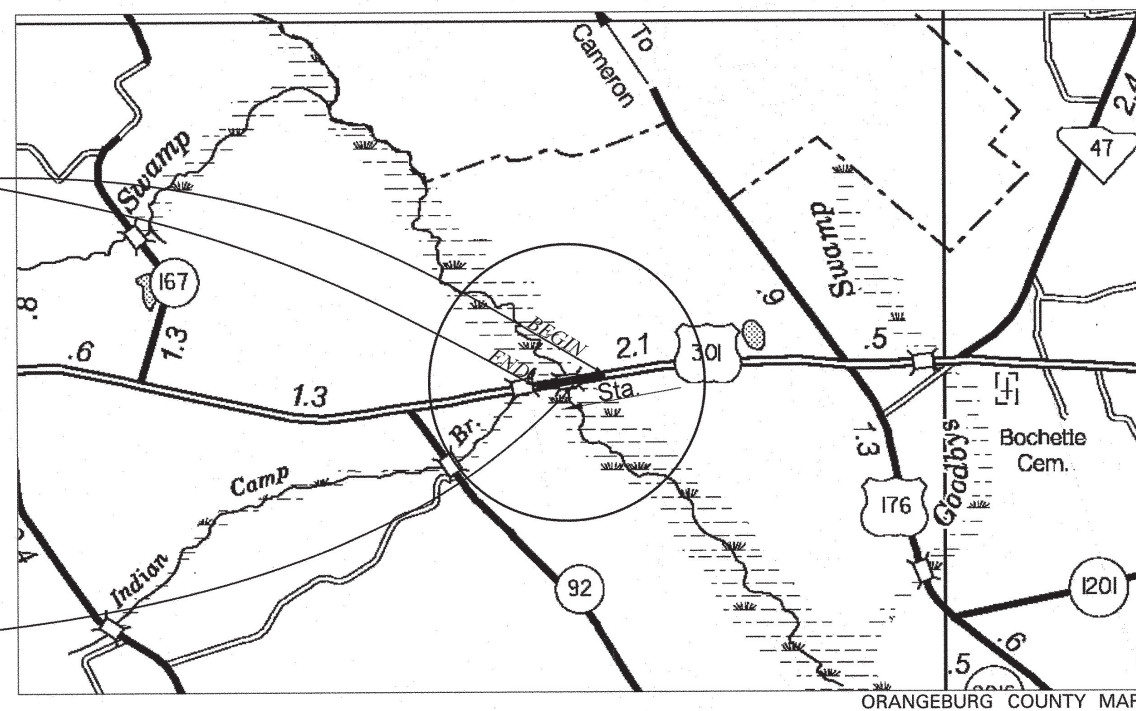 To
Cameron
2.4
47
Swamp
Swamp
167
.8
.9
BEGIN
END
2.1
301
.5
.6
1.3
1.3
Sta.
Br.
1.3
Bochette
Cem.
Camp
Goodbys
176
Indian
92
1201
.6
.5
ORANGEBURG COUNTY MAP